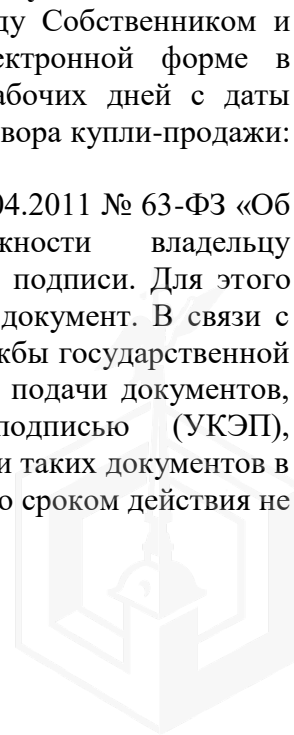 ду Собственником и
ектронной форме в
абочих дней с даты
вора купли-продажи:
04.2011 № 63-ФЗ «Об
жности владельцу
подписи. Для этого
документ. В связи с
жбы государственной
подачи документов,
подписью (УКЭП),
и таких документов в
о сроком действия не